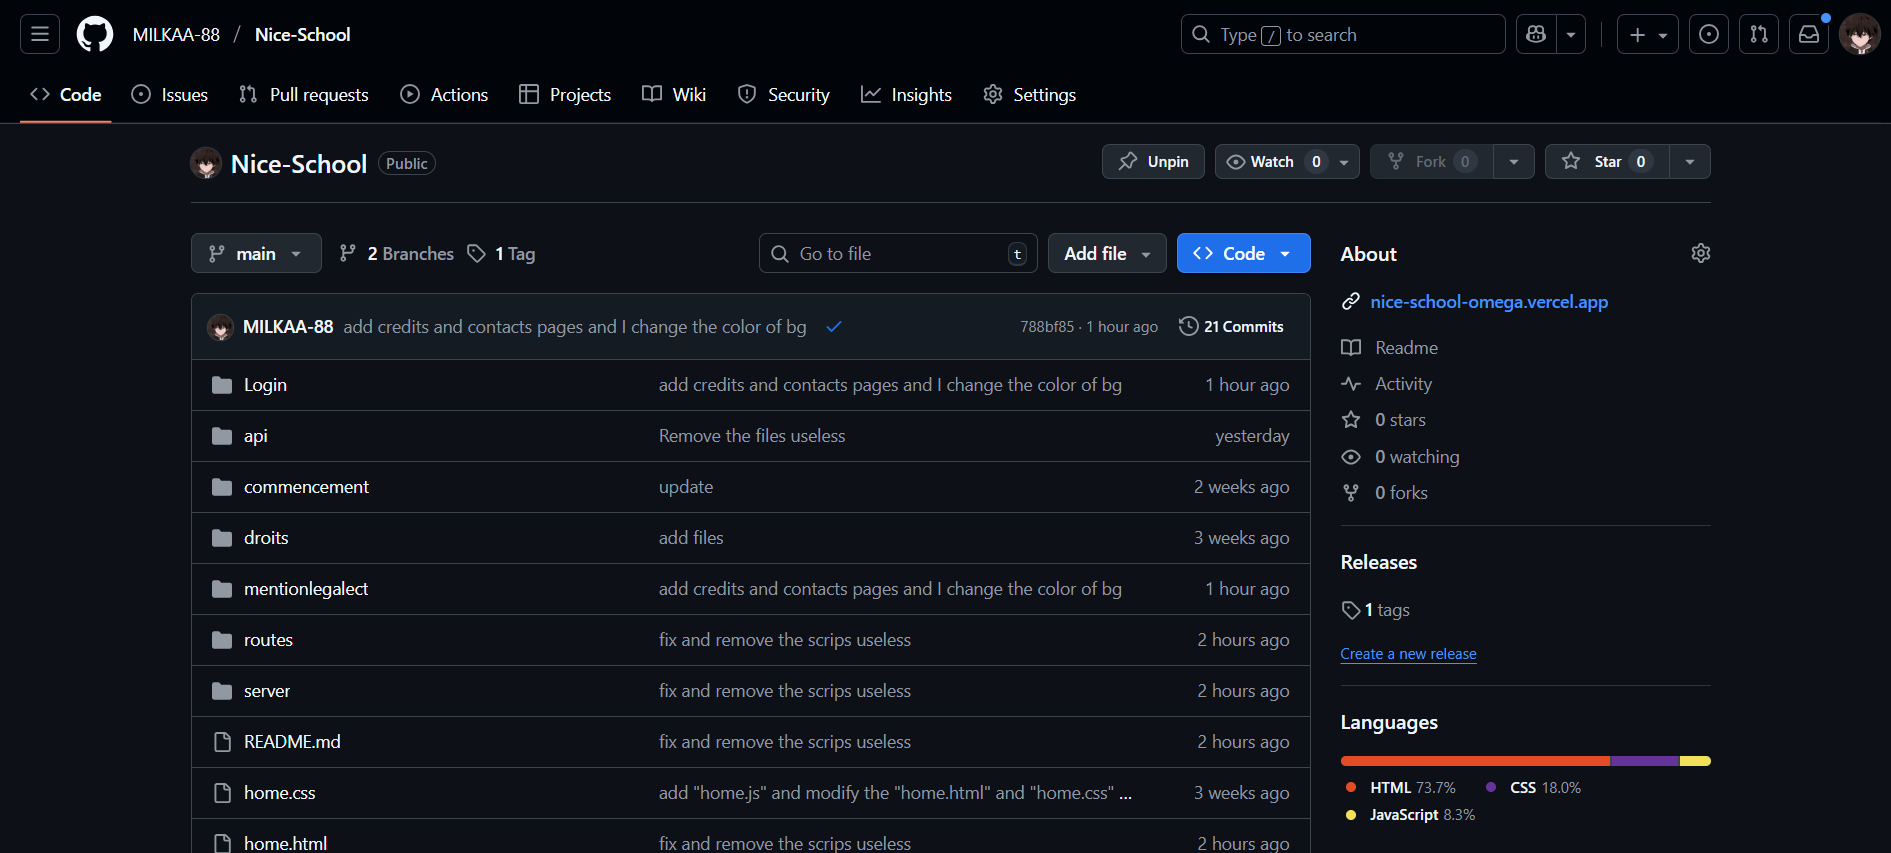 MILKAA-88 / Nice-School
Type / to search
Code
Issues
Pull requests
Actions
Projects
Wiki
Security
Insights
Settings
Nice-School Public
Unpin
Watch 0
Fork 0
Star 0
main
2 Branches
1 Tag
Go to file t
Add file
Code
MILKAA-88 add credits and contacts pages and I change the color of bg 788bf85 · 1 hour ago 21 Commits
Login add credits and contacts pages and I change the color of bg 1 hour ago
api Remove the files useless yesterday
commencement update 2 weeks ago
droits add files 3 weeks ago
mentionlegalect add credits and contacts pages and I change the color of bg 1 hour ago
routes fix and remove the scrips useless 2 hours ago
server fix and remove the scrips useless 2 hours ago
README.md fix and remove the scrips useless 2 hours ago
home.css add "home.js" and modify the "home.html" and "home.css" ... 3 weeks ago
home.html fix and remove the scrips useless 2 hours ago
About
nice-school-omega.vercel.app
Readme
Activity
0 stars
0 watching
0 forks
Releases
1 tags
Create a new release
Languages
HTML 73.7%
CSS 18.0%
JavaScript 8.3%